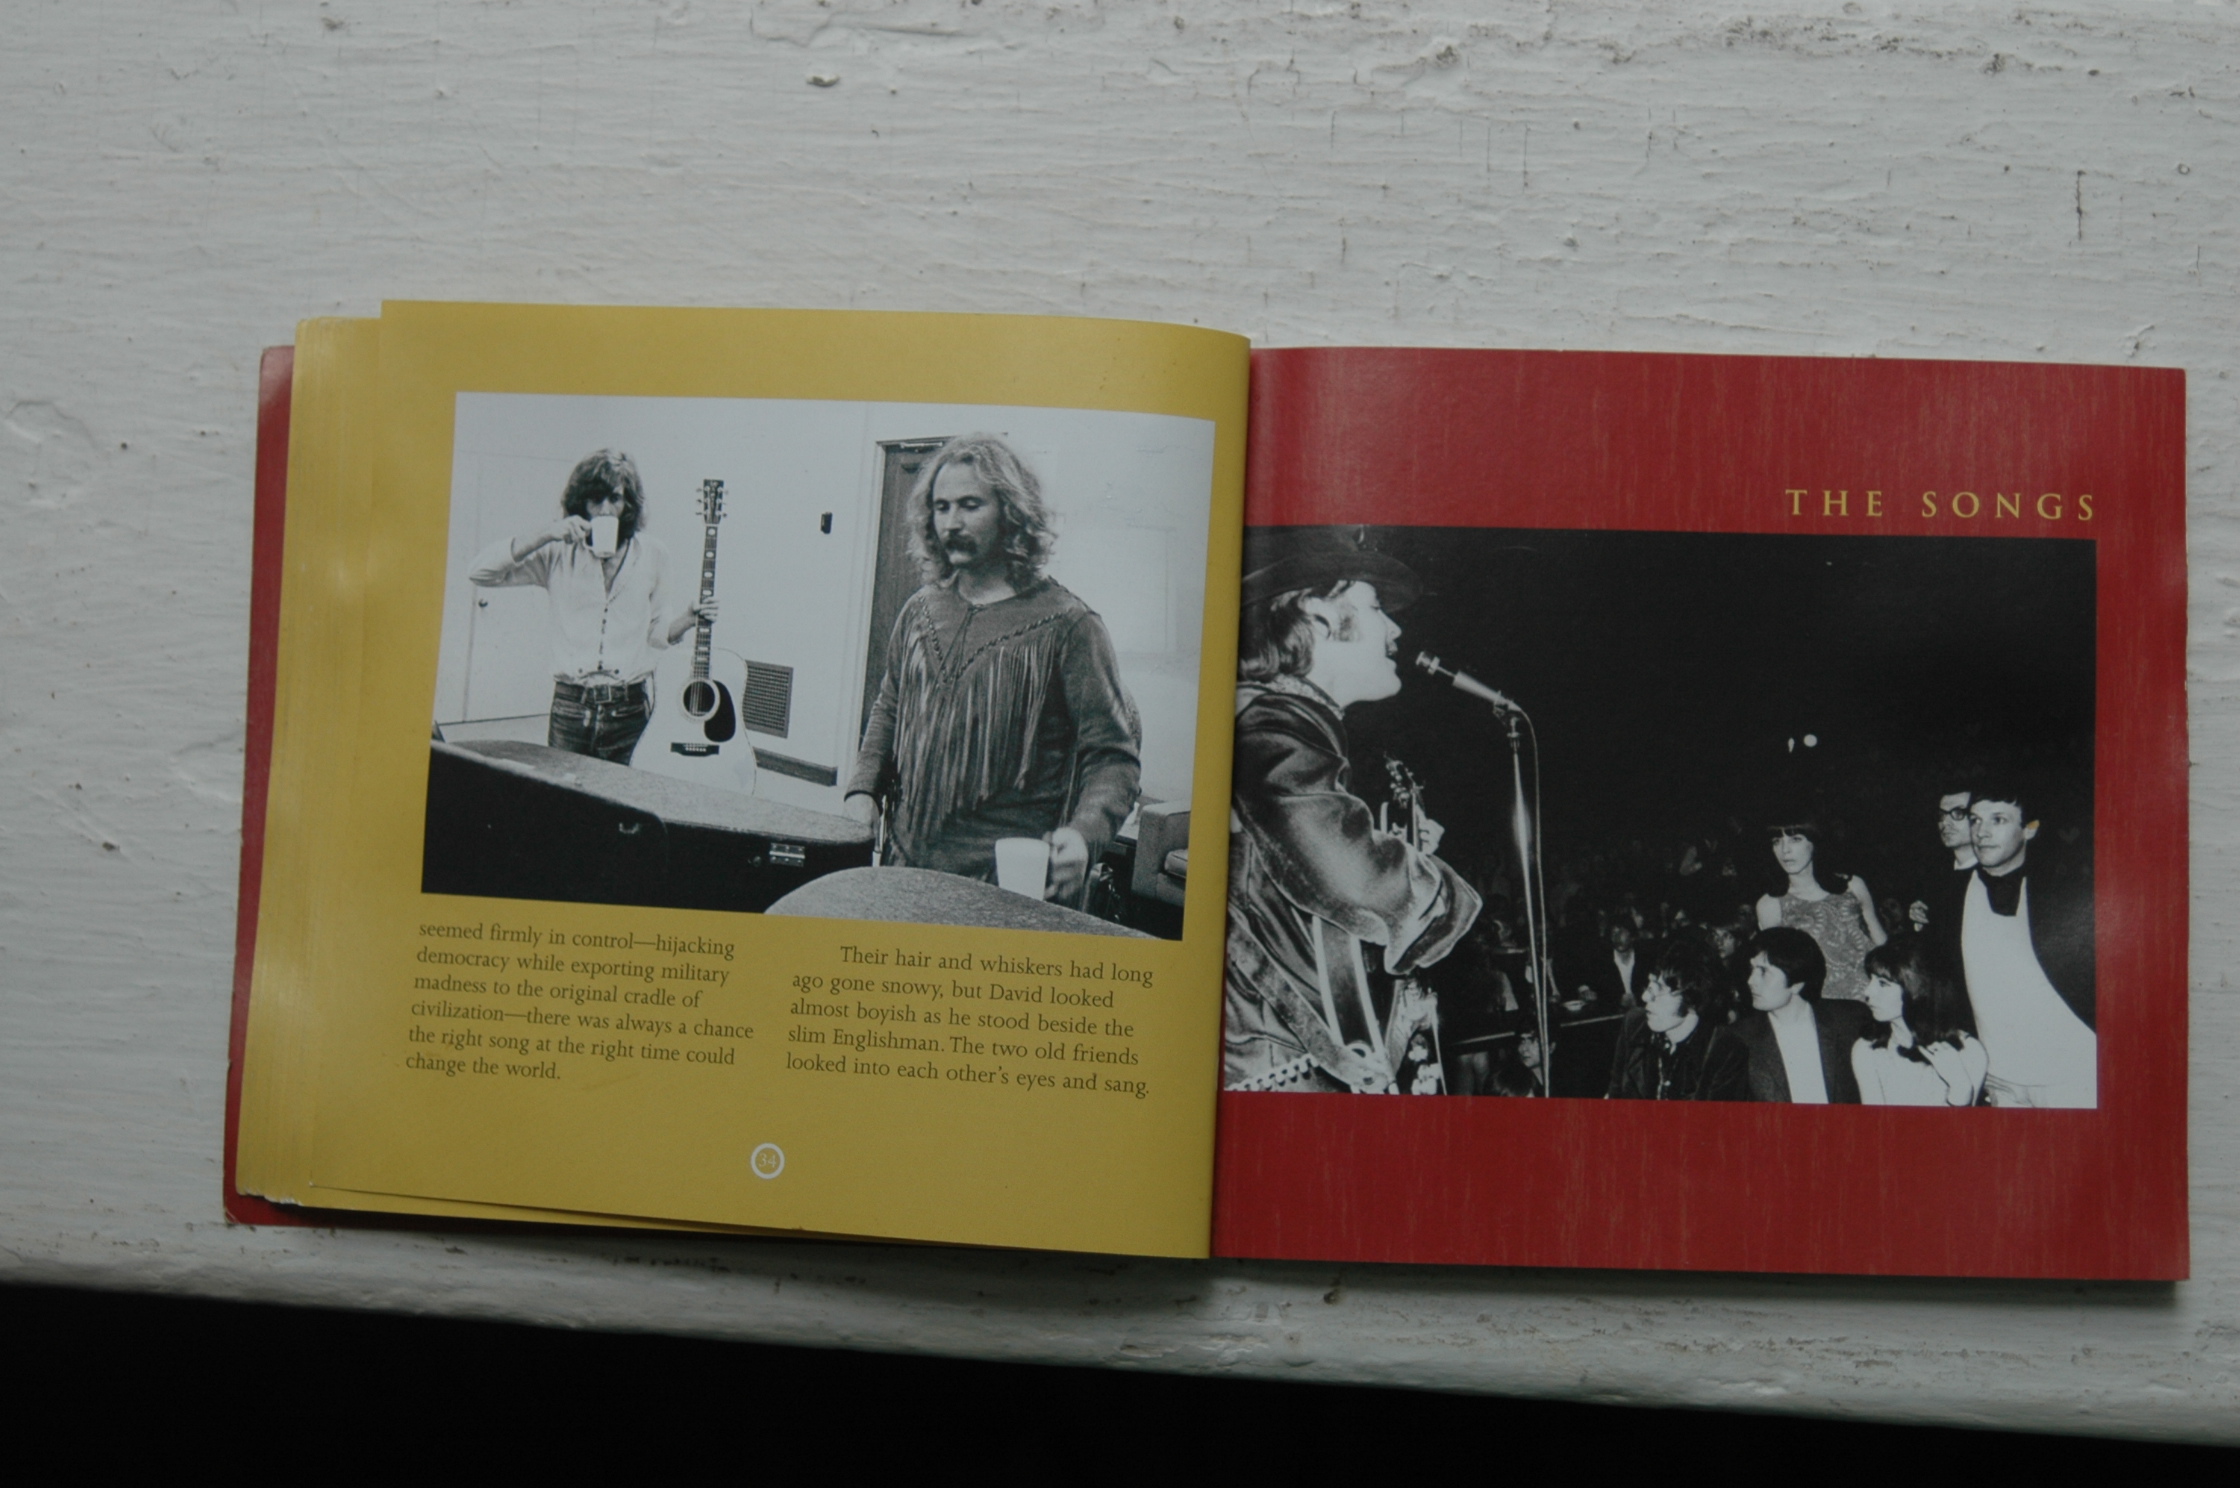 seemed firmly in control—hijacking
democracy while exporting military
madness to the original cradle of
civilization—there was always a chance
the right song at the right time could
change the world.
Their hair and whiskers had long
ago gone snowy, but David looked
almost boyish as he stood beside the
slim Englishman. The two old friends
looked into each other's eyes and sang.
34
THE SONGS